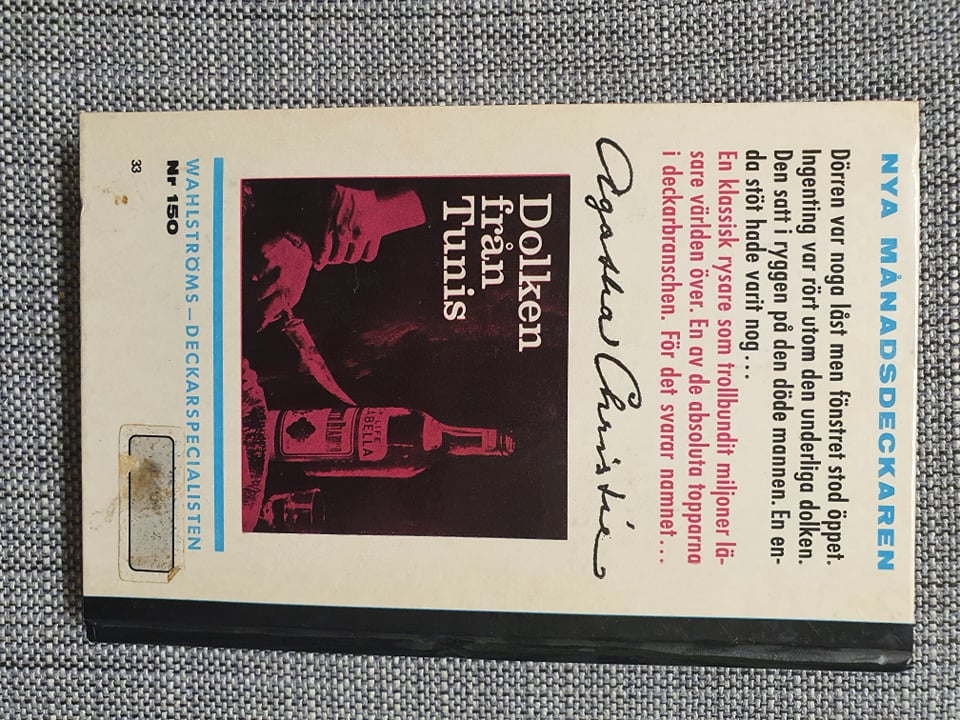 NYA MÅNADSDECKAREN
Dörren var noga låst men fönstret stod öppet.
Ingenting var rört utom den underliga dolken.
Den satt i ryggen på den döde mannen. En en-
da stöt hade varit nog...
En klassisk rysare som trollbundit miljoner lä-
sare världen över. En av de absoluta topparna
i deckarbranschen. För det svarar namnet...
Agatha Christie
Dolken
från
Tunis
ABELLA
WAHLSTRÖMS – DECKARSPECIALISTEN
Nr 150
33